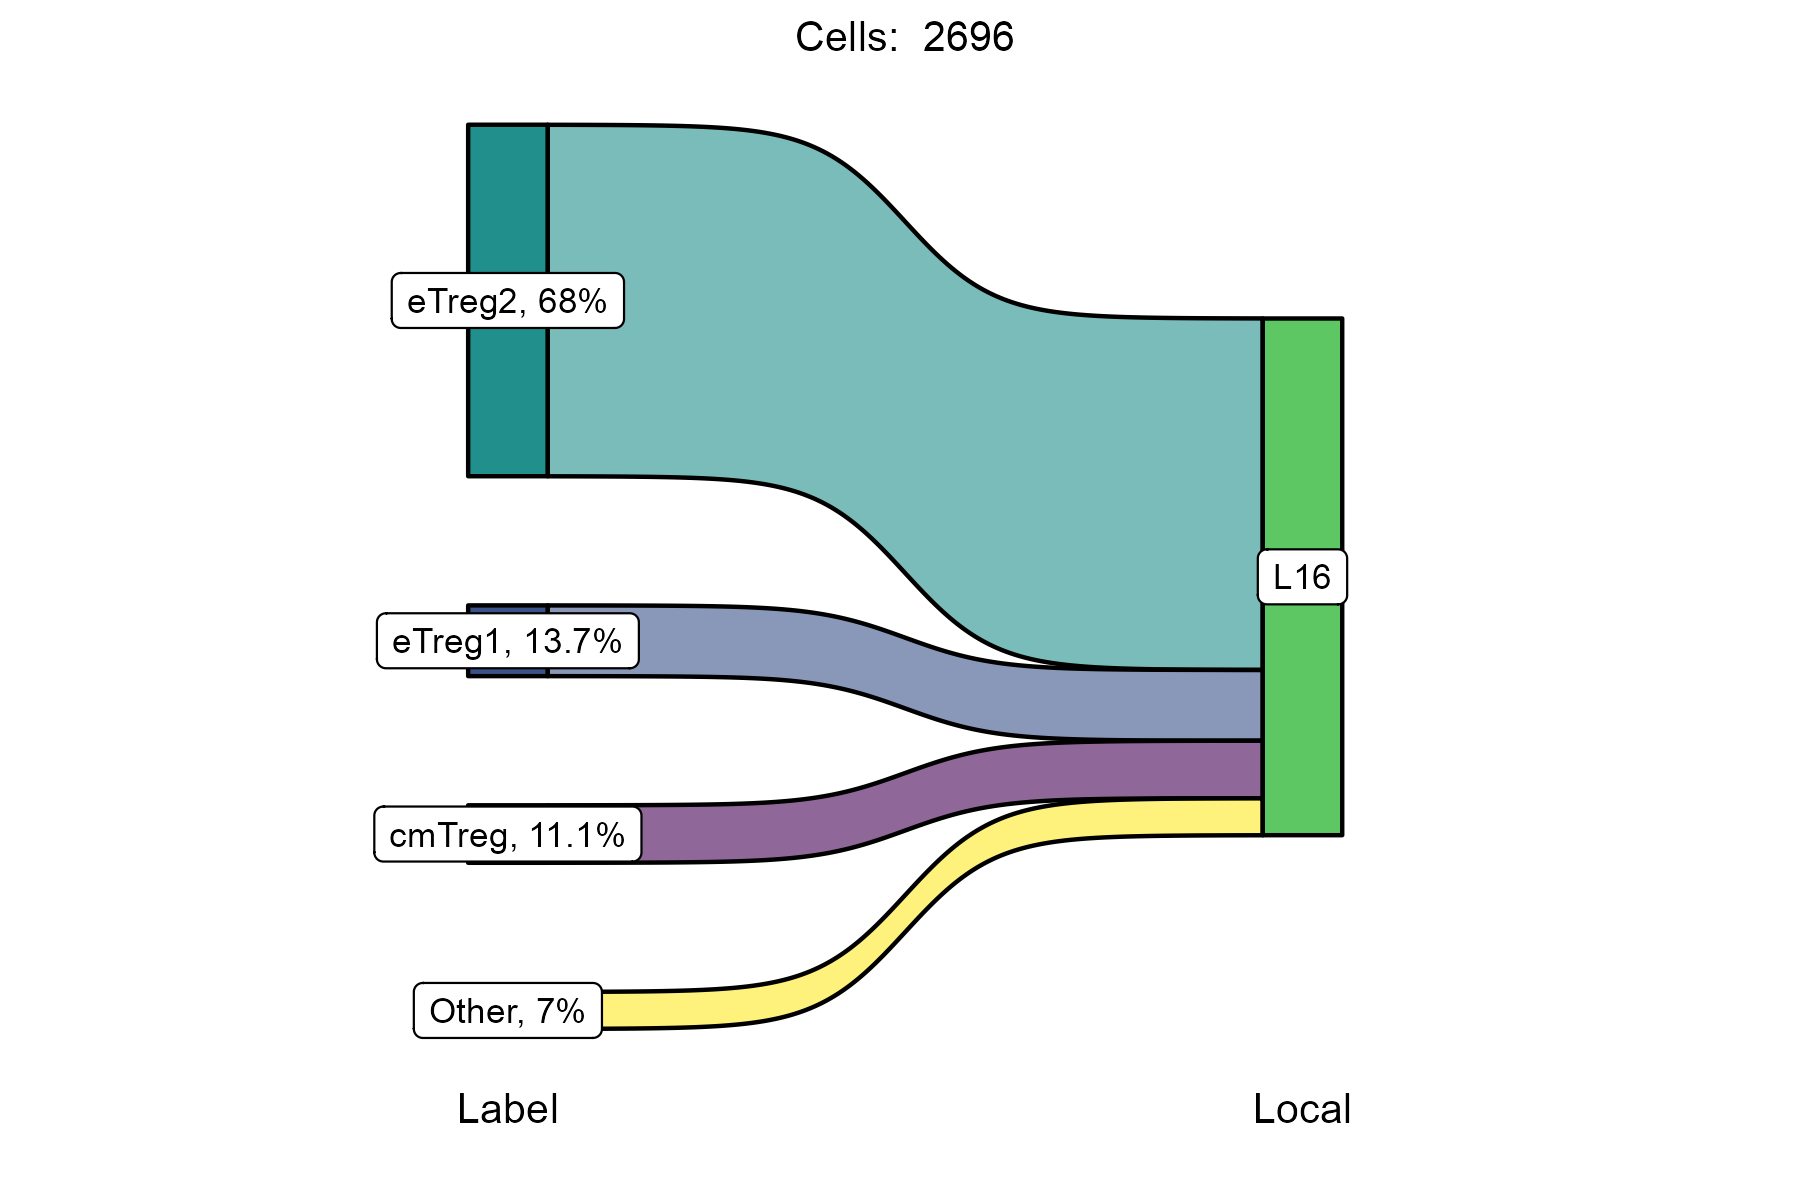 Cells:  2696
eTreg2, 68%
L16
eTreg1, 13.7%
cmTreg, 11.1%
Other, 7%
Label
Local